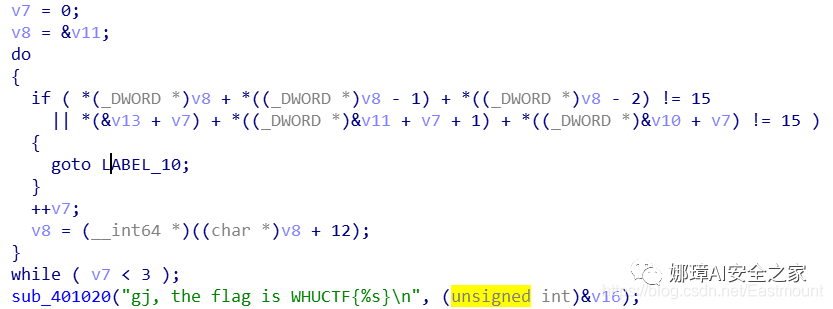 v7 = 0;
v8 = &v11;
do
{
if ( *(_DWORD *)v8 + *((_DWORD *)v8 - 1) + *((_DWORD *)v8 - 2) != 15
|| *(&v13 + v7) + *((_DWORD *)&v11 + v7 + 1) + *((_DWORD *)&v10 + v7) != 15 )
{
goto LABEL_10;
}
++v7;
v8 = (__int64 *)((char *)v8 + 12);
}
while ( v7 < 3 );
sub_401020("gj, the flag is WHUCTF{%s}\n", (unsigned int)&v16);
娜璋AI安全之家
https://blog.csdn.net/Eastmount